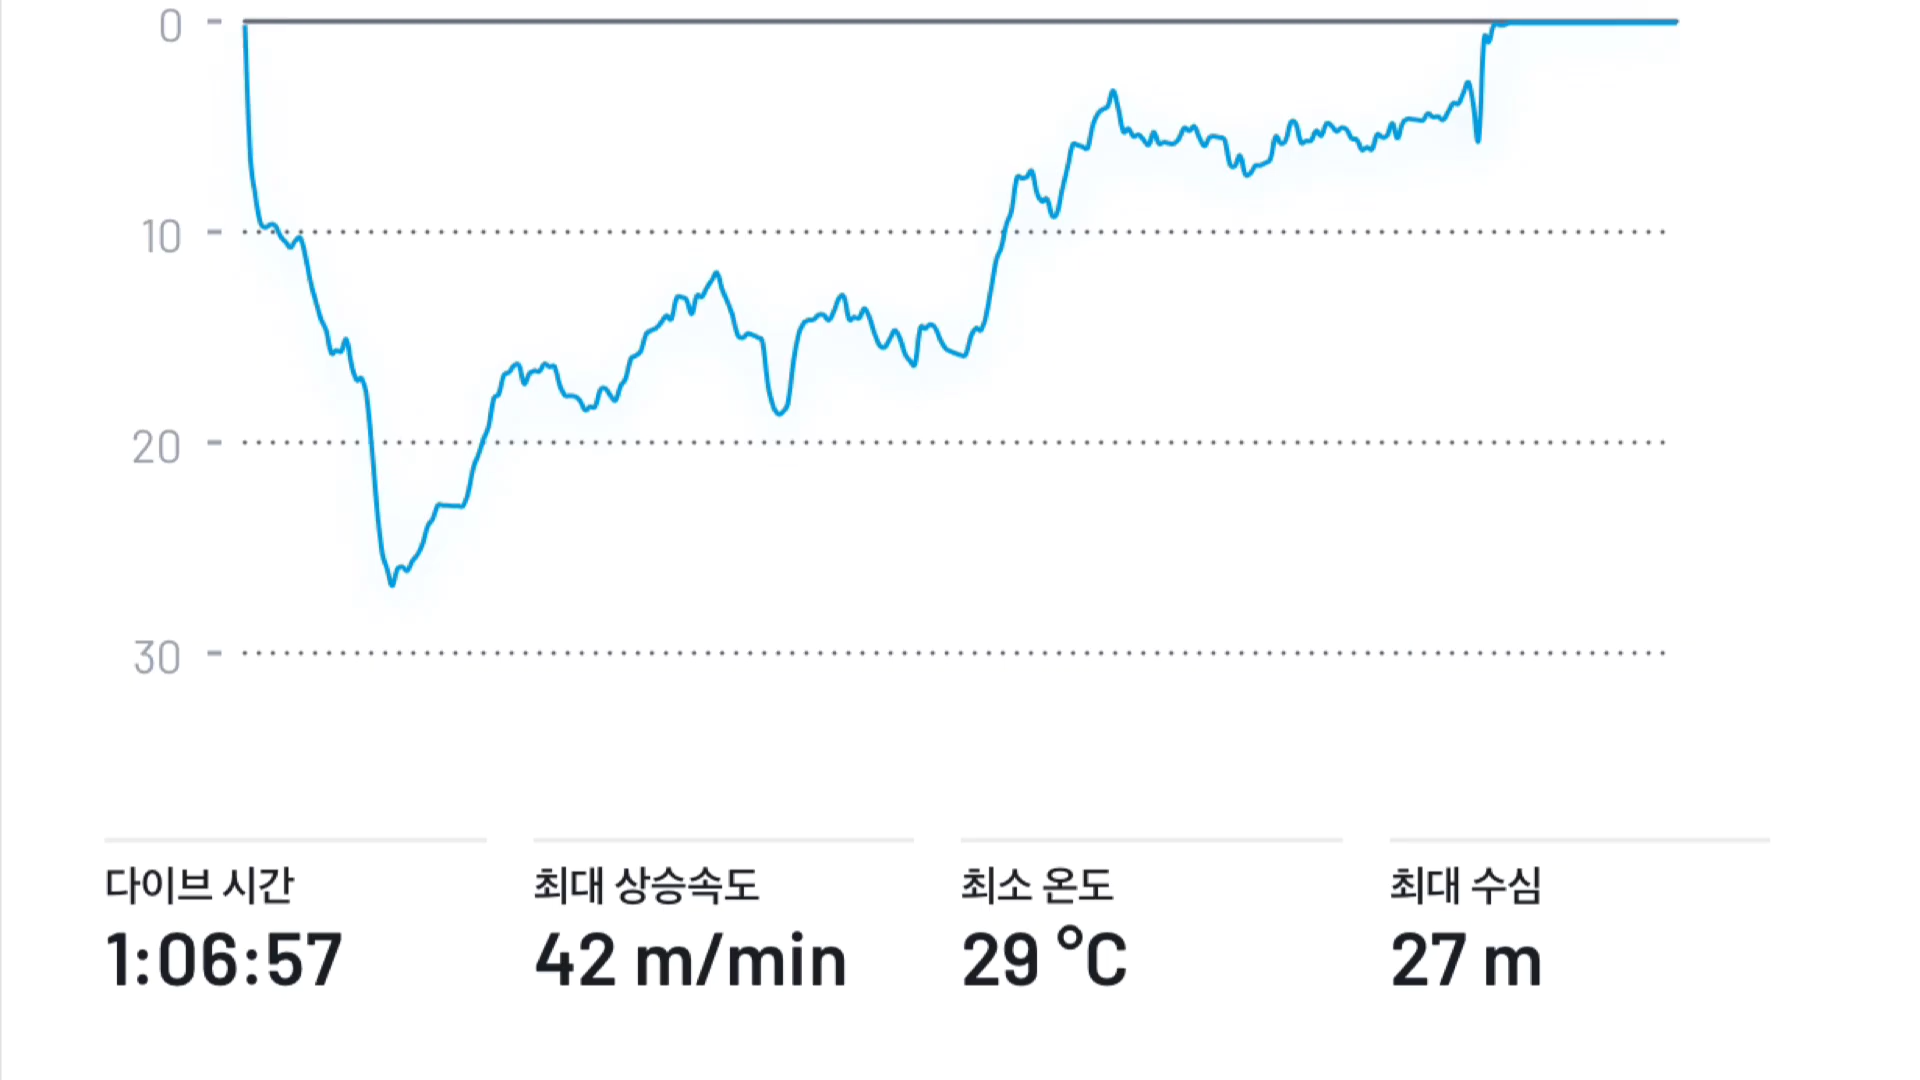 0
10
20
30
다이브 시간
1:06:57
최대 상승속도
42 m/min
최소 온도
29 °C
최대 수심
27 m